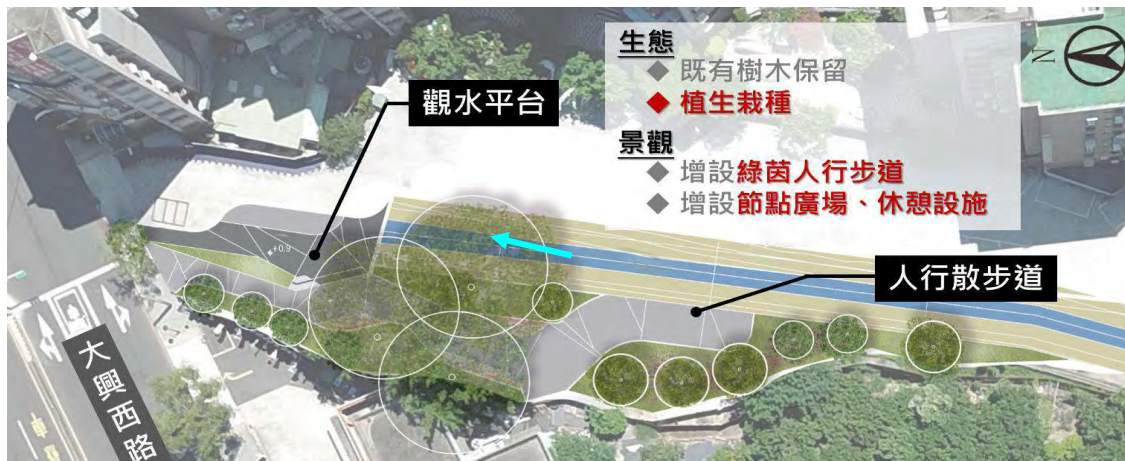 生態
◆ 既有樹木保留
◆ 植生栽種
景觀
◆ 增設綠茵人行步道
◆ 增設節點廣場、休憩設施
N
觀水平台
+0.9
人行散步道
大興西路